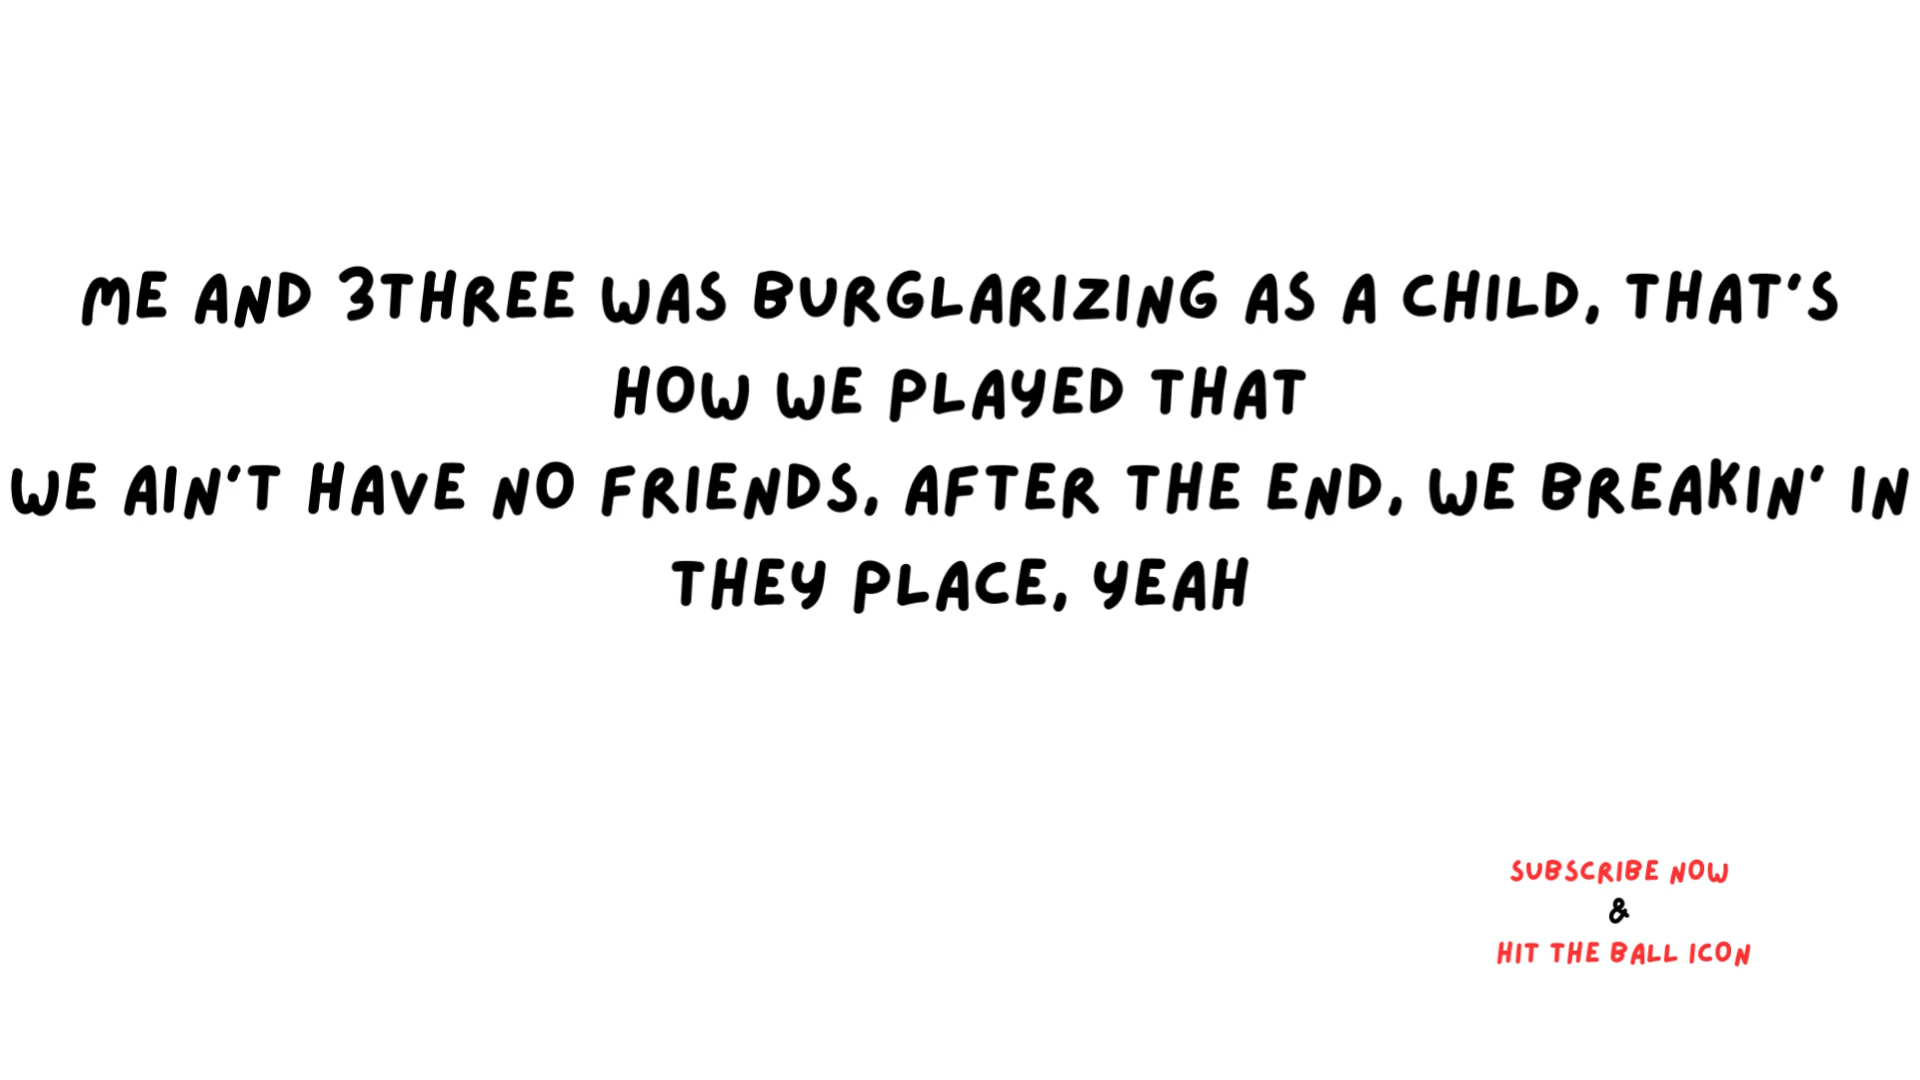 ME AND 3THREE WAS BURGLARIZING AS A CHILD, THAT'S
HOW WE PLAYED THAT
WE AIN'T HAVE NO FRIENDS, AFTER THE END, WE BREAKIN' IN
THEY PLACE, YEAH
SUBSCRIBE NOW
&
HIT THE BALL ICON